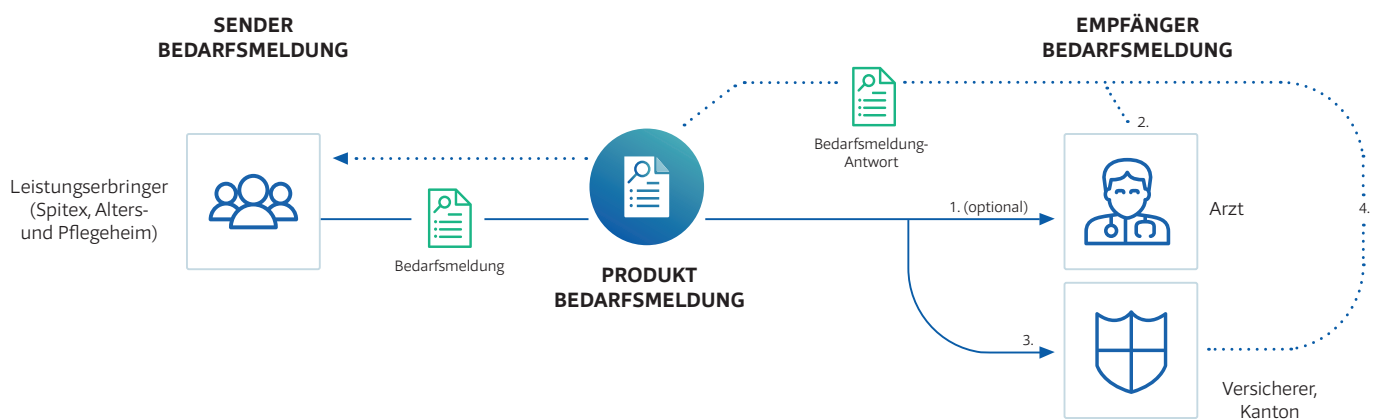 SENDER
BEDARFSMELDUNG
EMPFÄNGER
BEDARFSMELDUNG
Leistungserbringer
(Spitex, Alters-
und Pflegeheim)
Bedarfsmeldung
PRODUKT
BEDARFSMELDUNG
Bedarfsmeldung-
Antwort
2.
1. (optional)
Arzt
4.
3.
Versicherer,
Kanton